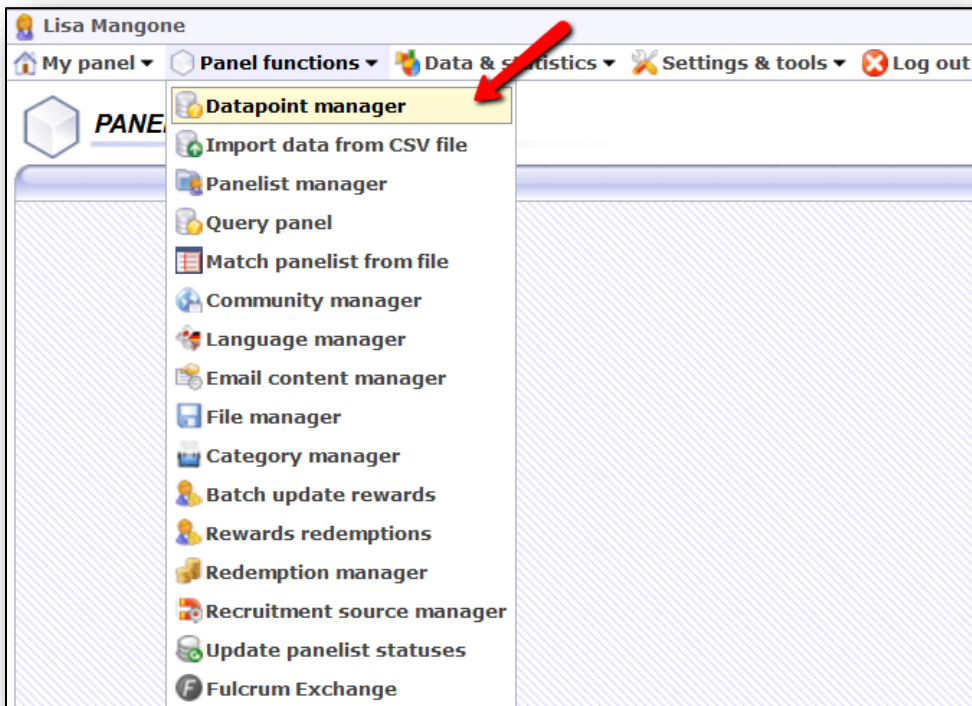 Lisa Mangone
My panel Panel functions Data & statistics Settings & tools Log out
PANE
Datapoint manager
Import data from CSV file
Panelist manager
Query panel
Match panelist from file
Community manager
Language manager
Email content manager
File manager
Category manager
Batch update rewards
Rewards redemptions
Redemption manager
Recruitment source manager
Update panelist statuses
Fulcrum Exchange